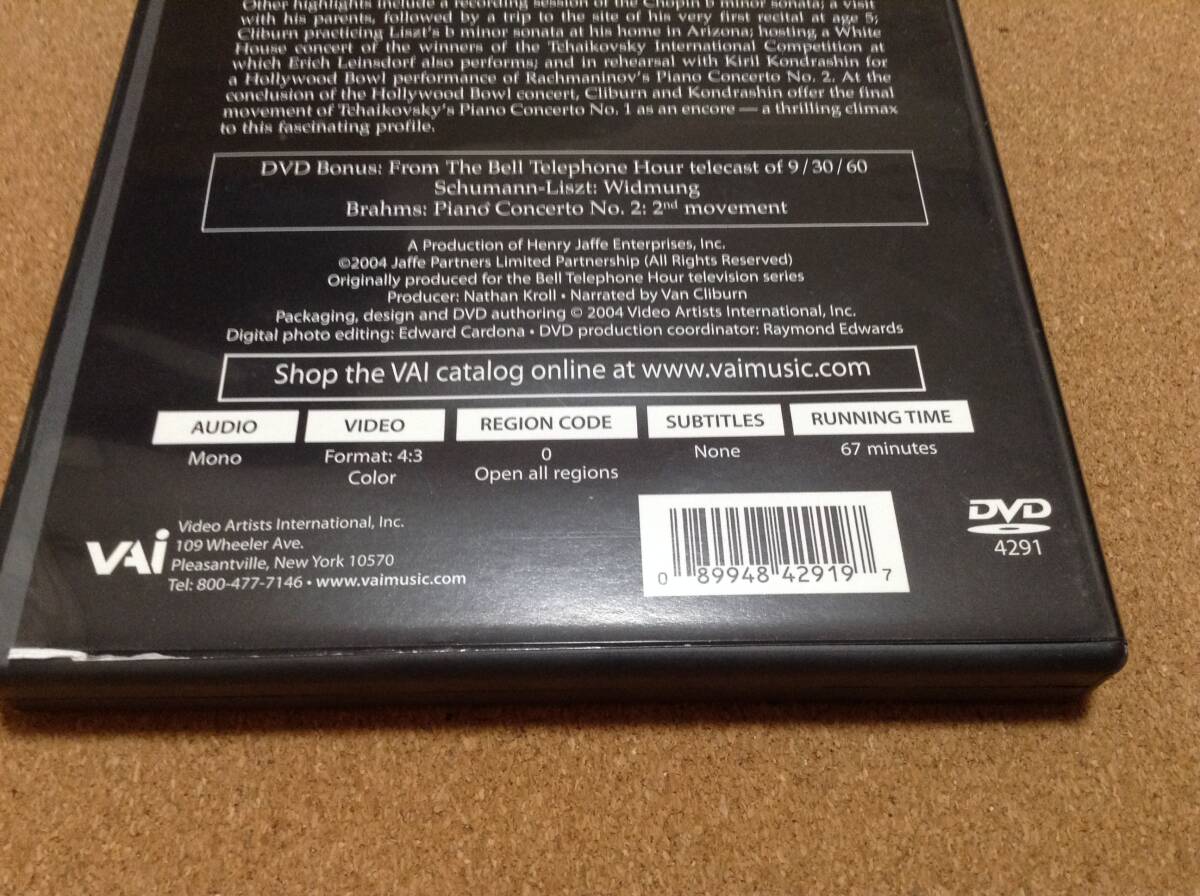 Other highlights include a recording session of the Chopin b minor sonata; a visit
with his parents, followed by a trip to the site of his very first recital at age 5;
Cliburn practicing Liszt's b minor sonata at his home in Arizona; hosting a White
House concert of the winners of the Tchaikovsky International Competition at
which Erich Leinsdorf also performs; and in rehearsal with Kiril Kondrashin for
a Hollywood Bowl performance of Rachmaninov's Piano Concerto No. 2. At the
conclusion of the Hollywood Bowl concert, Cliburn and Kondrashin offer the final
movement of Tchaikovsky's Piano Concerto No. 1 as an encore — a thrilling climax
to this fascinating profile.
DVD Bonus: From The Bell Telephone Hour telecast of 9/30/60
Schumann-Liszt: Widmung
Brahms: Piano Concerto No. 2: 2nd movement
A Production of Henry Jaffe Enterprises, Inc.
©2004 Jaffe Partners Limited Partnership (All Rights Reserved)
Originally produced for the Bell Telephone Hour television series
Producer: Nathan Kroll • Narrated by Van Cliburn
Packaging, design and DVD authoring © 2004 Video Artists International, Inc.
Digital photo editing: Edward Cardona • DVD production coordinator: Raymond Edwards
Shop the VAI catalog online at www.vaimusic.com
AUDIO VIDEO REGION CODE SUBTITLES RUNNING TIME
Mono Format: 4:3 0 None 67 minutes
Color Open all regions
VAI
Video Artists International, Inc.
109 Wheeler Ave.
Pleasantville, New York 10570
Tel: 800-477-7146 • www.vaimusic.com
0 89948 42919 7
DVD
4291